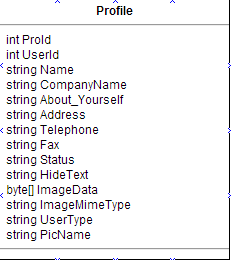 Profile
int ProId
int UserId
string Name
string CompanyName
string About_Yourself
string Address
string Telephone
string Fax
string Status
string HideText
byte[] ImageData
string ImageMimeType
string UserType
string PicName